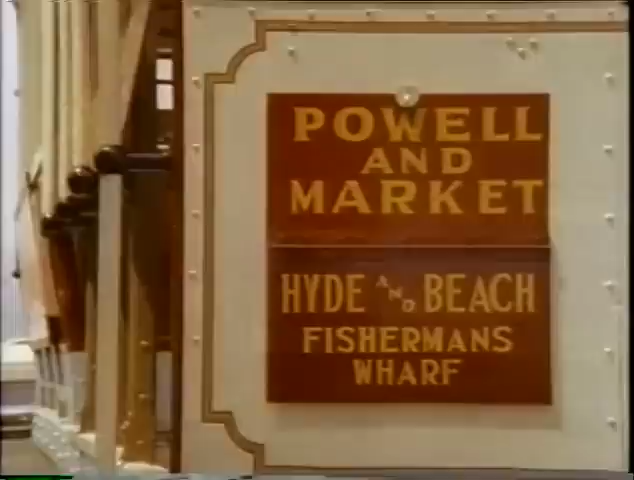 POWELL
AND
MARKET
HYDE AND BEACH
FISHERMANS
WHARF